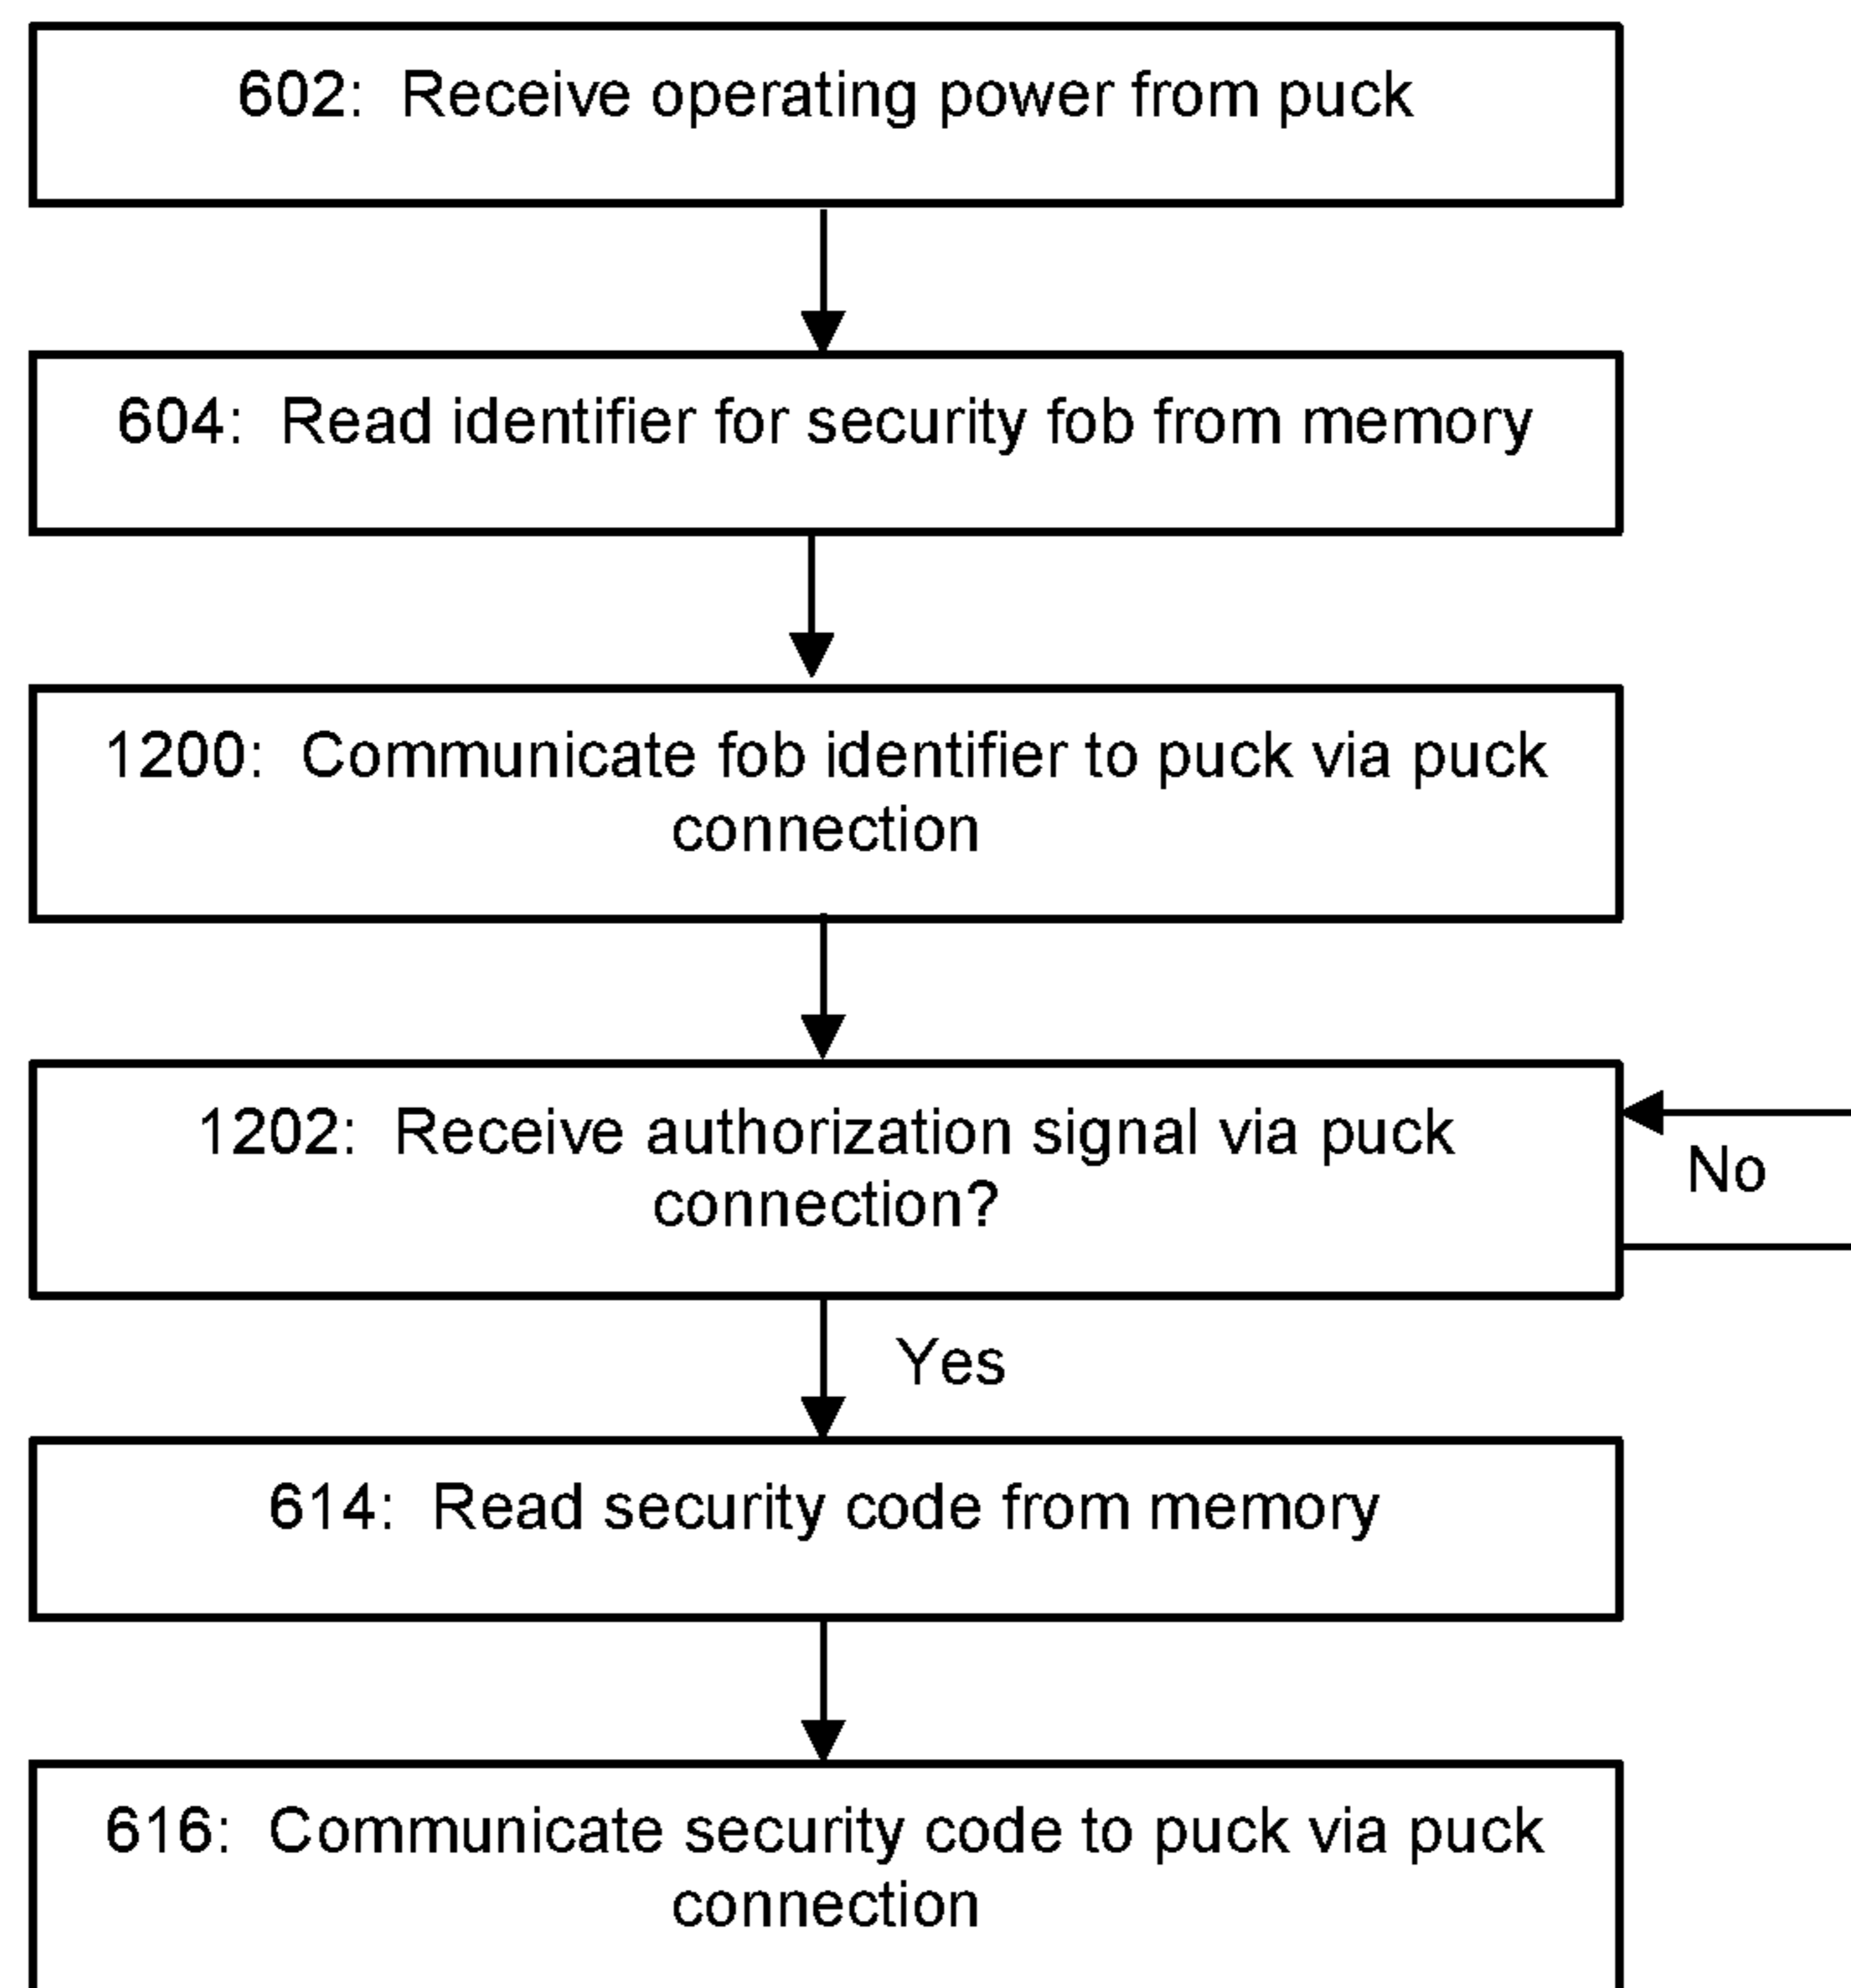 602: Receive operating power from puck
604: Read identifier for security fob from memory
1200: Communicate fob identifier to puck via puck
connection
1202: Receive authorization signal via puck
connection?
No
Yes
614: Read security code from memory
616: Communicate security code to puck via puck
connection